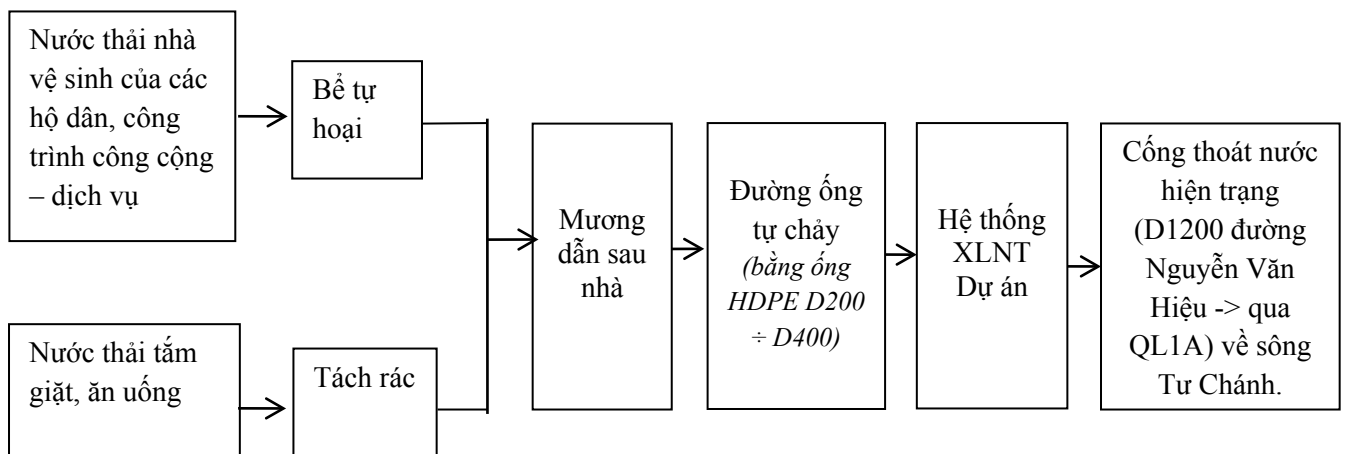 Nước thải nhà
vệ sinh của các
hộ dân, công
trình công cộng
– dịch vụ
Bể tự
hoại
Nước thải tắm
giặt, ăn uống
Tách rác
Mương
dẫn sau
nhà
Đường ống
tự chảy
(bằng ống
HDPE D200
÷ D400)
Hệ thống
XLNT
Dự án
Cống thoát nước
hiện trạng
(D1200 đường
Nguyễn Văn
Hiệu -> qua
QL1A) về sông
Tư Chánh.